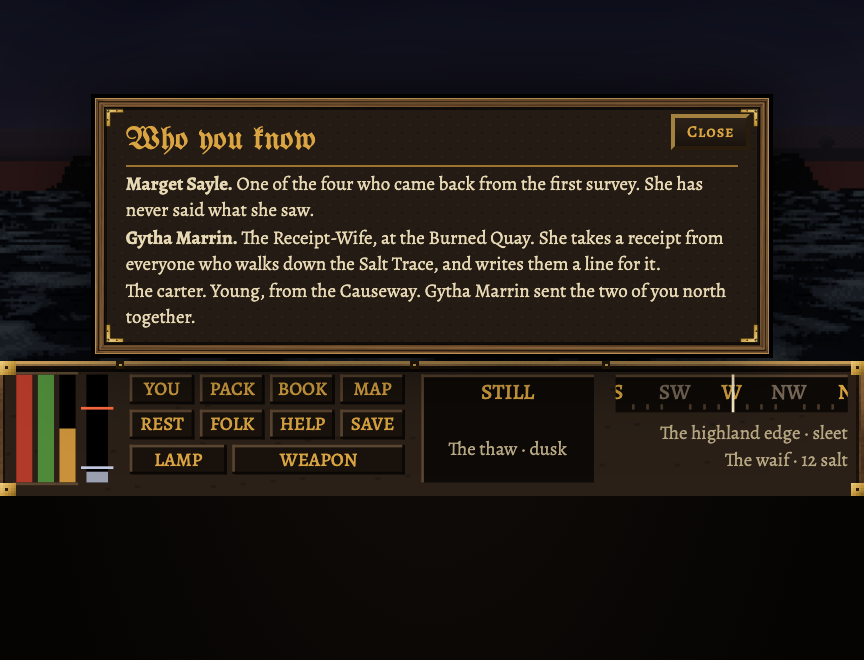 Who you know
Close
Marget Sayle. One of the four who came back from the first survey. She has
never said what she saw.
Gytha Marrin. The Receipt-Wife, at the Burned Quay. She takes a receipt from
everyone who walks down the Salt Trace, and writes them a line for it.
The carter. Young, from the Causeway. Gytha Marrin sent the two of you north
together.
YOU PACK BOOK MAP
REST FOLK HELP SAVE
LAMP WEAPON
STILL
The thaw · dusk
S SW W NW N
The highland edge · sleet
The waif · 12 salt